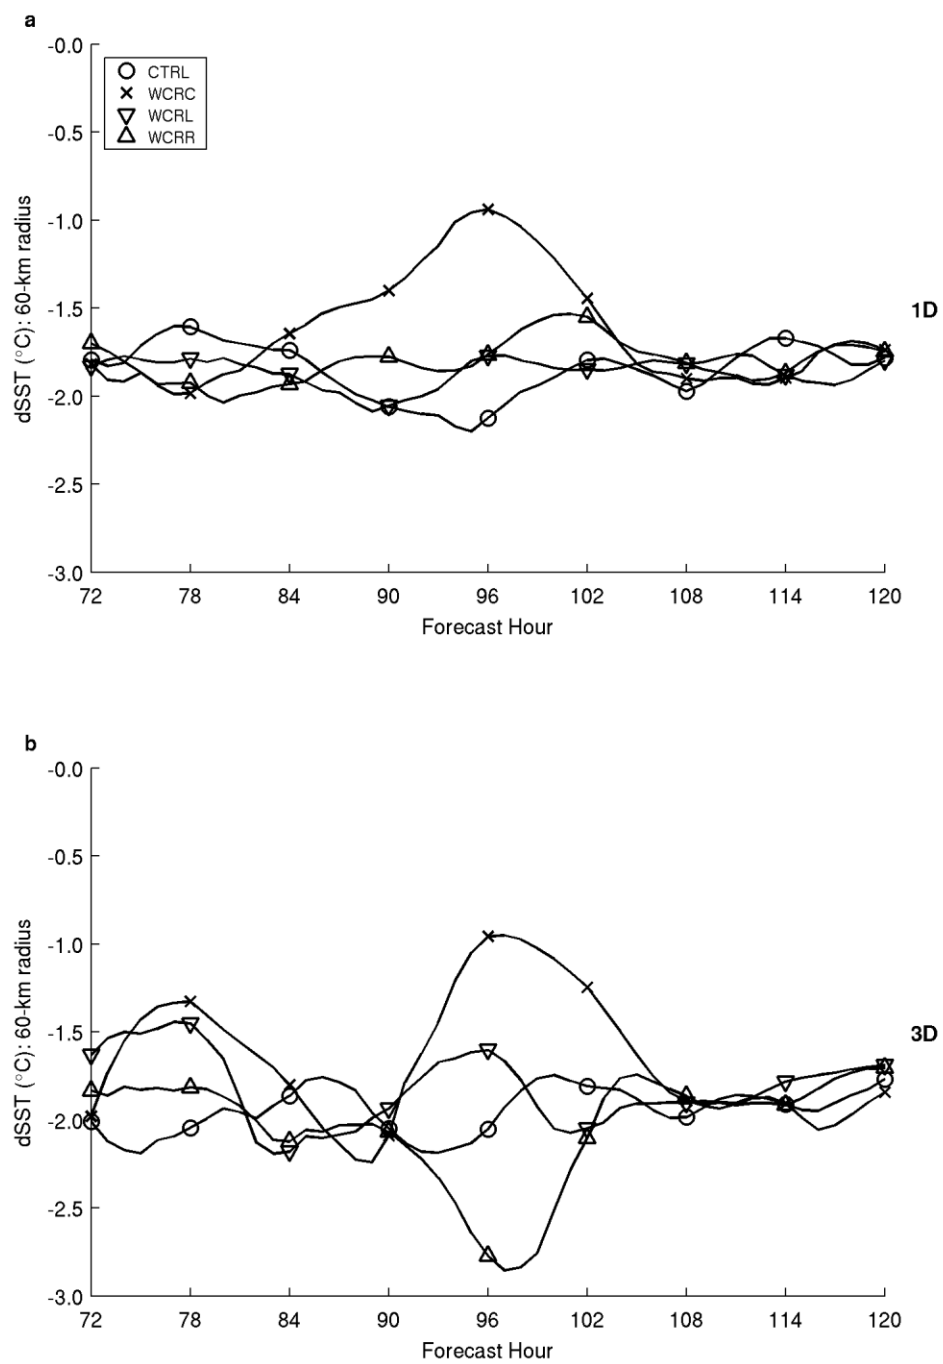 a
-0.0
CTRL
WCRC
WCRL
WCRR
-0.5
-1.0
-1.5
-2.0
-2.5
-3.0
dSST (°C): 60-km radius
1D
72 78 84 90 96 102 108 114 120
Forecast Hour
b
-0.0
-0.5
-1.0
-1.5
-2.0
-2.5
-3.0
dSST (°C): 60-km radius
3D
72 78 84 90 96 102 108 114 120
Forecast Hour